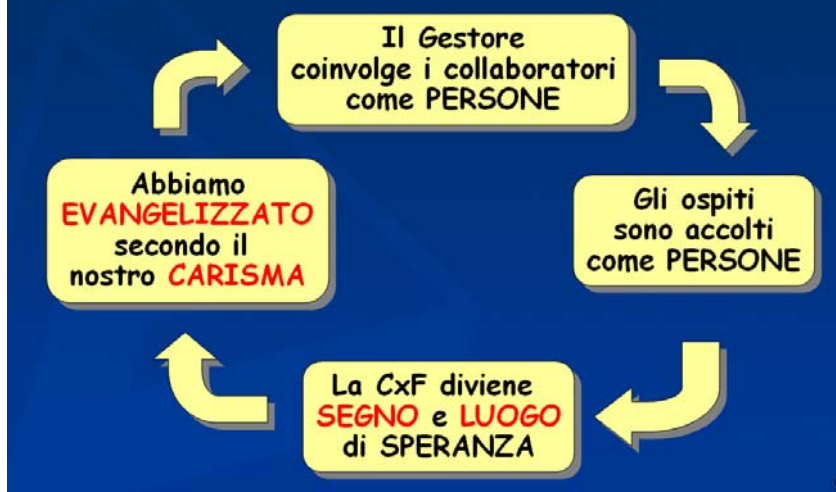 Il Gestore
coinvolge i collaboratori
come PERSONE
Gli ospiti
sono accolti
come PERSONE
La CxF diviene
SEGNO e LUOGO
di SPERANZA
Abbiamo
EVANGELIZZATO
secondo il
nostro CARISMA